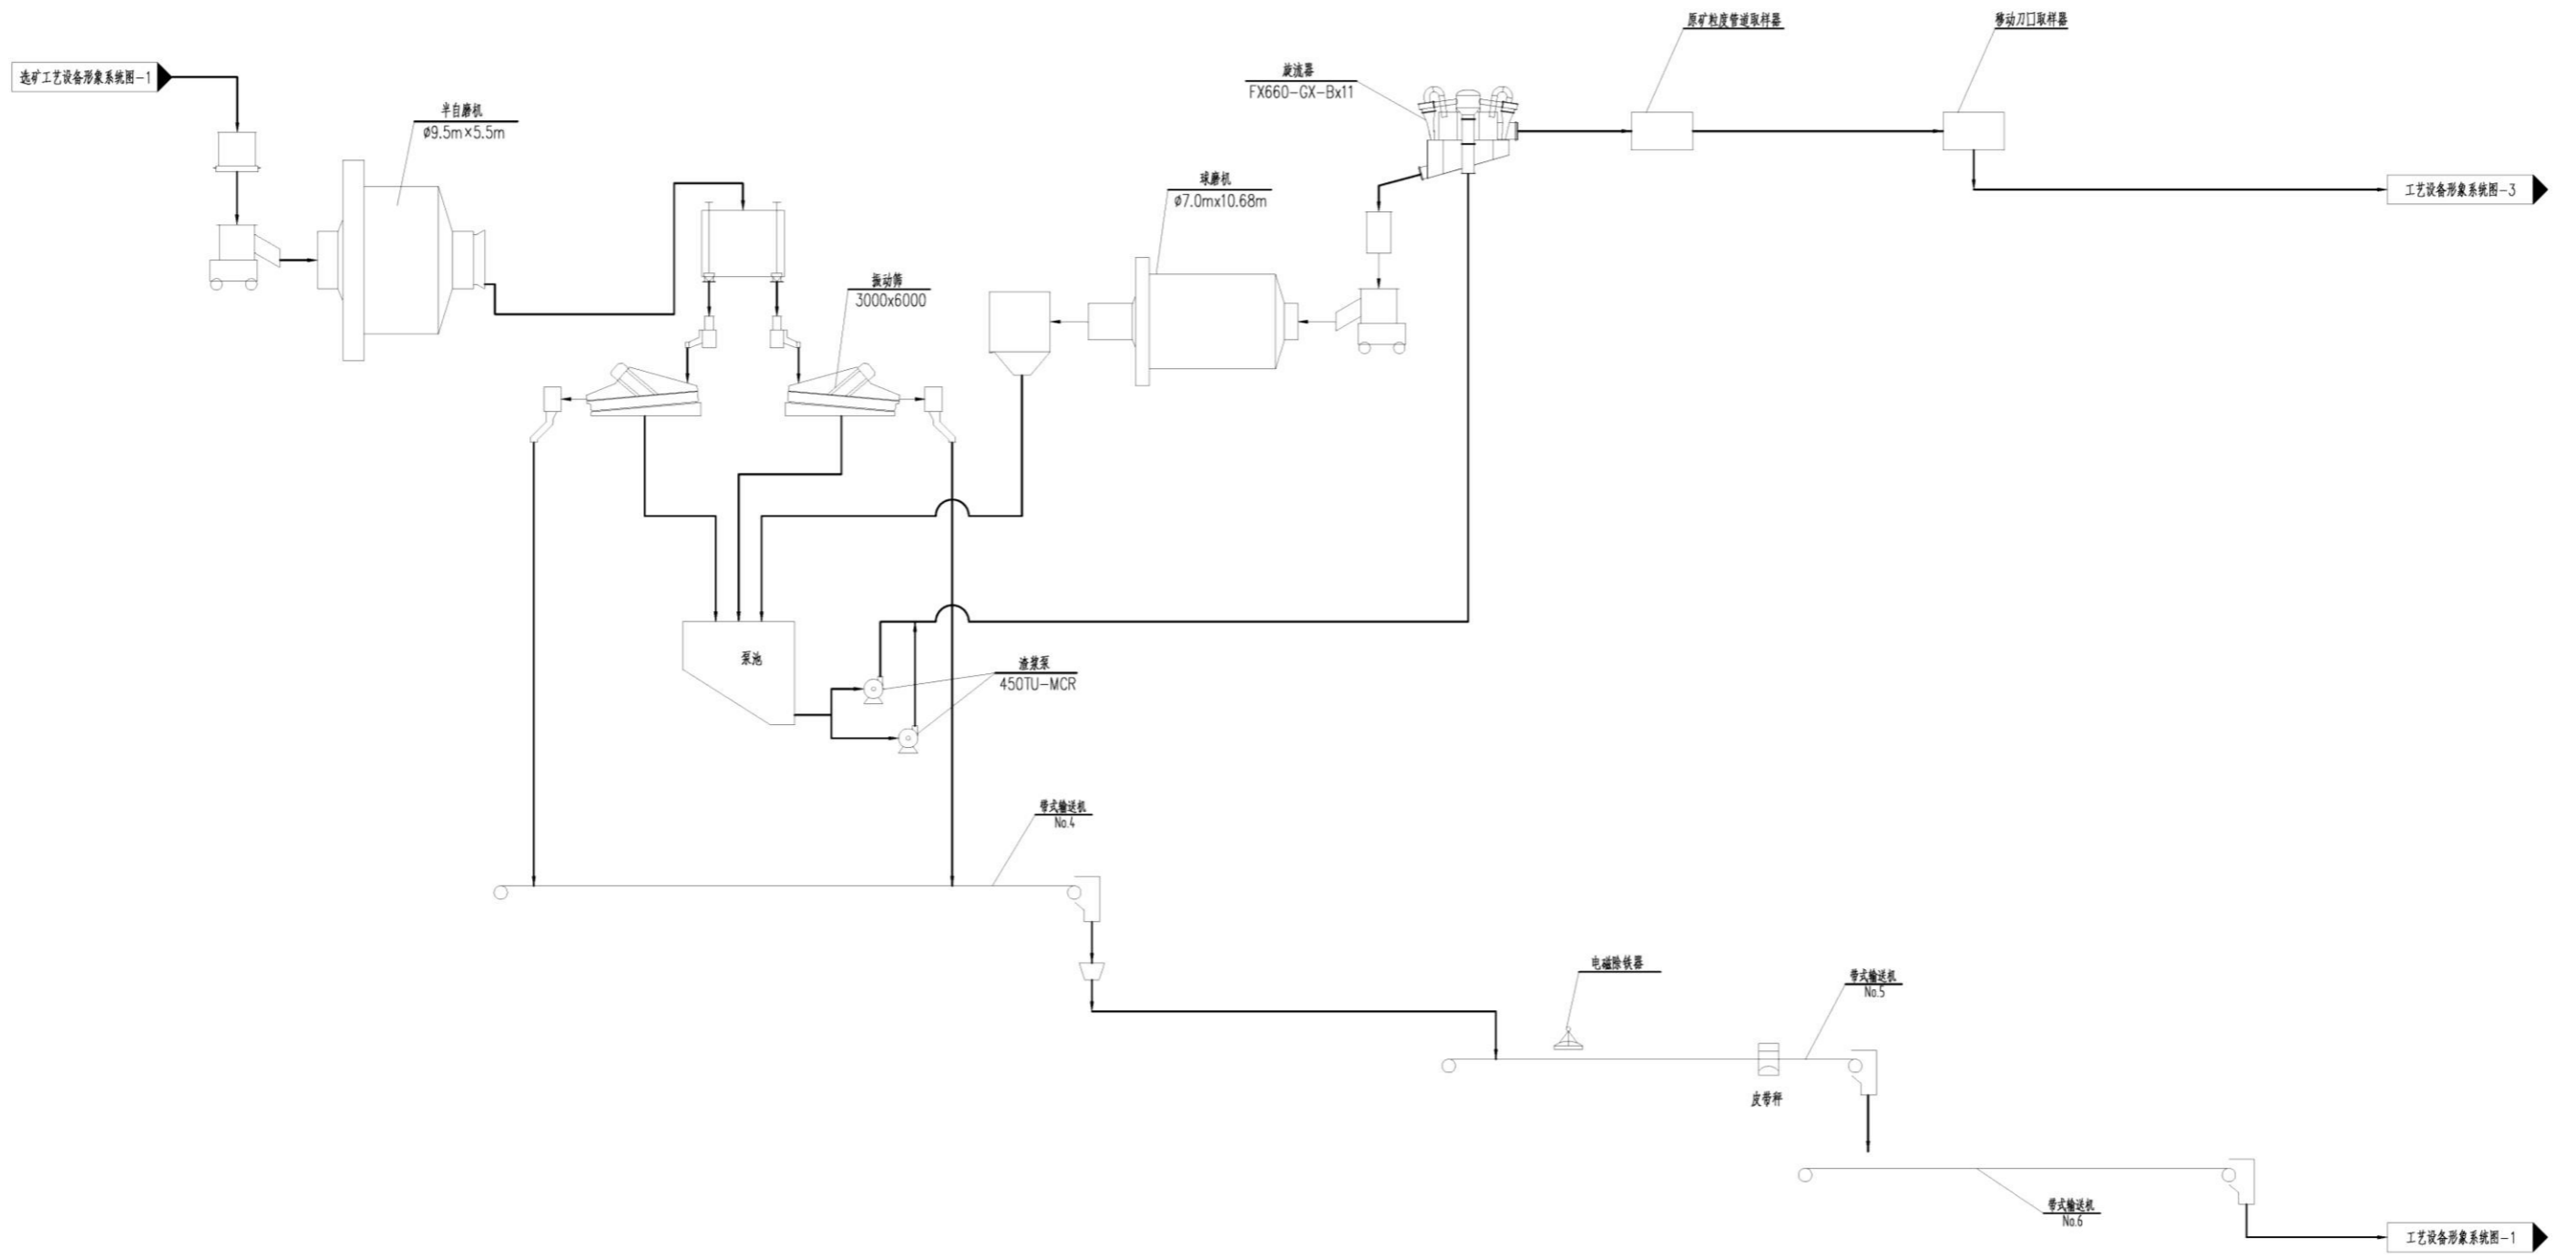 原矿粒度管道取样器
移动刀口取样器
选矿工艺设备形象系统图-1
旋流器
FX660-GX-Bx11
半自磨机
ø9.5m×5.5m
球磨机
ø7.0mx10.68m
工艺设备形象系统图-3
振动筛
3000x6000
泵池
渣浆泵
450TU-MCR
带式输送机
No.4
电磁除铁器
带式输送机
No.5
皮带秤
带式输送机
No.6
工艺设备形象系统图-1